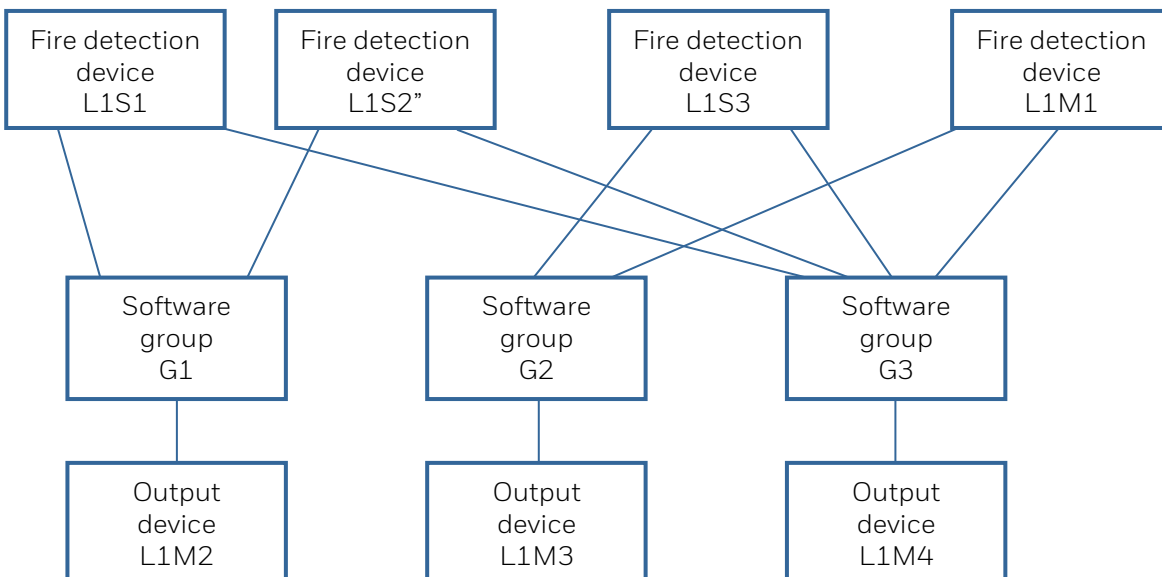 Fire detection
device
L1S1
Fire detection
device
L1S2”
Fire detection
device
L1S3
Fire detection
device
L1M1
Software
group
G1
Software
group
G2
Software
group
G3
Output
device
L1M2
Output
device
L1M3
Output
device
L1M4